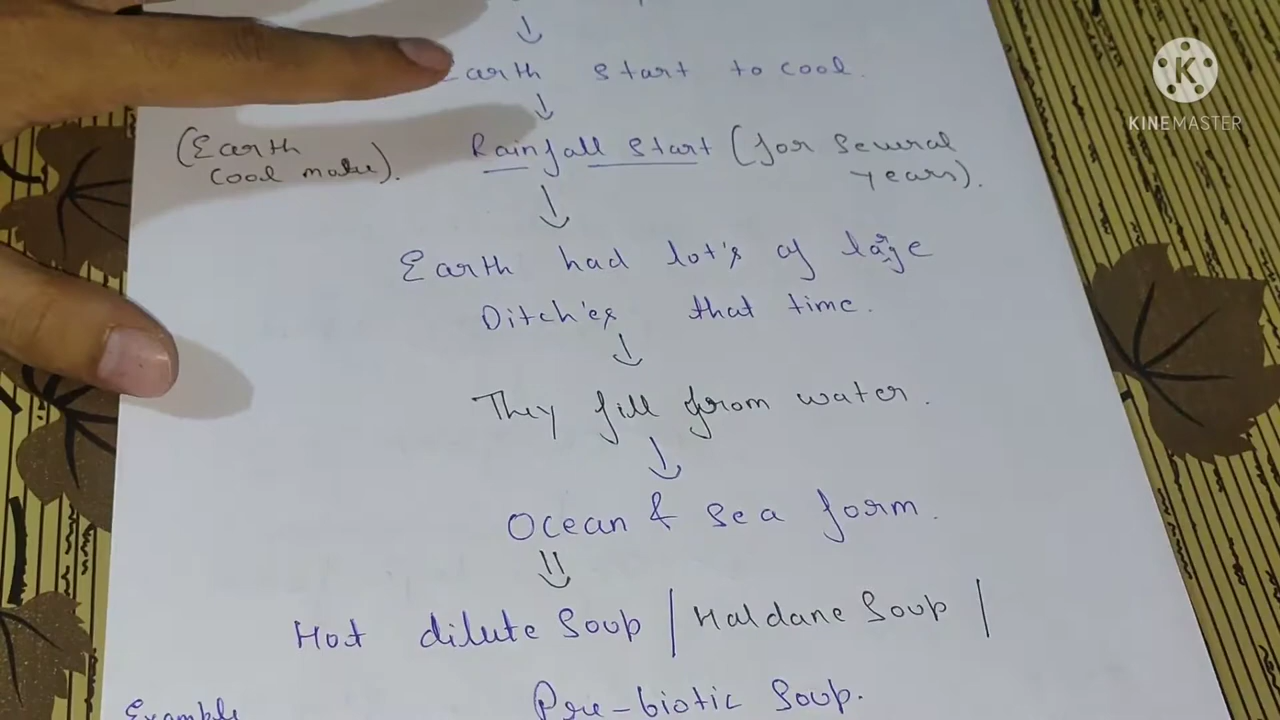 Earth start to cool.
(Earth cool make). Rainfall start (for several years).
Earth had lot's of large
Ditch'es that time.
They fill from water.
Ocean & Sea form.
Hot dilute Soup / Haldane Soup /
Pre-biotic Soup.
Example
KINEMASTER